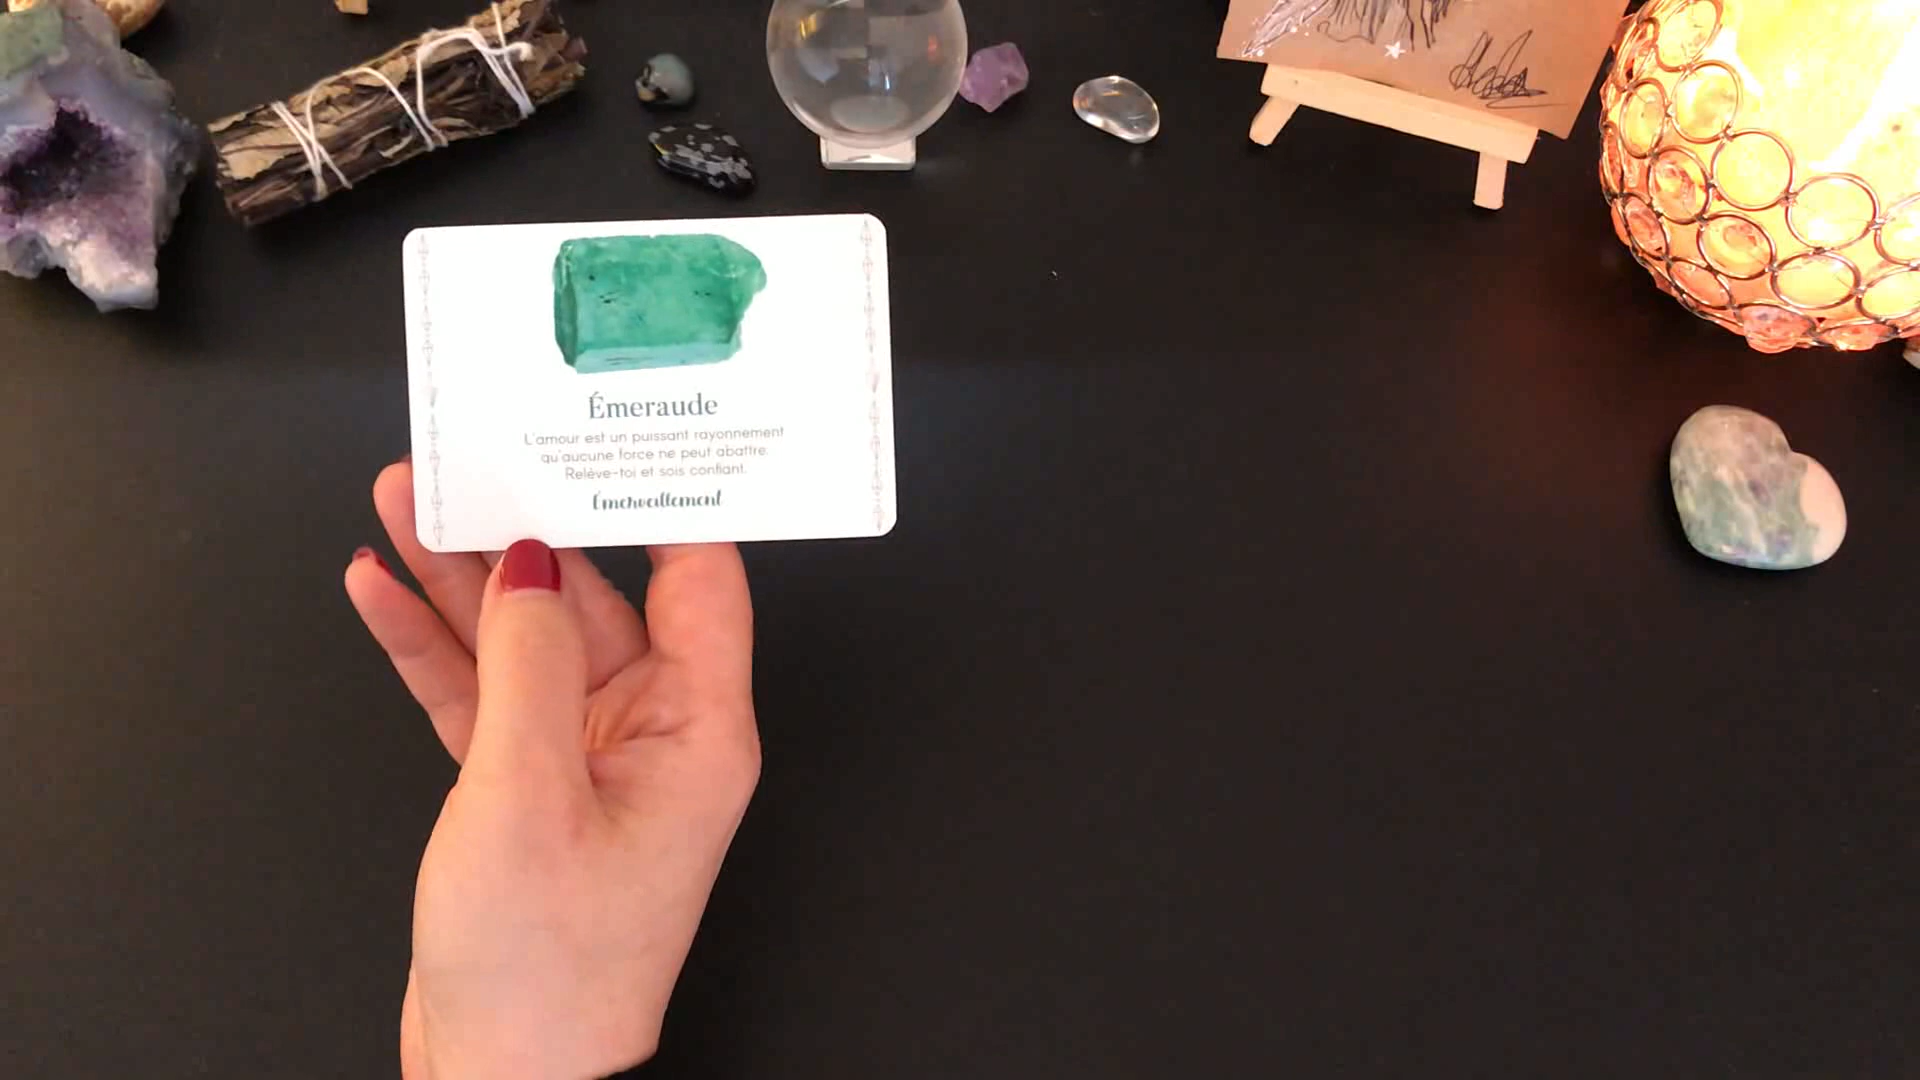 Émeraude
L'amour est un puissant rayonnement
qu'aucune force ne peut abattre.
Relève-toi et sois confiant.
Émerveillement